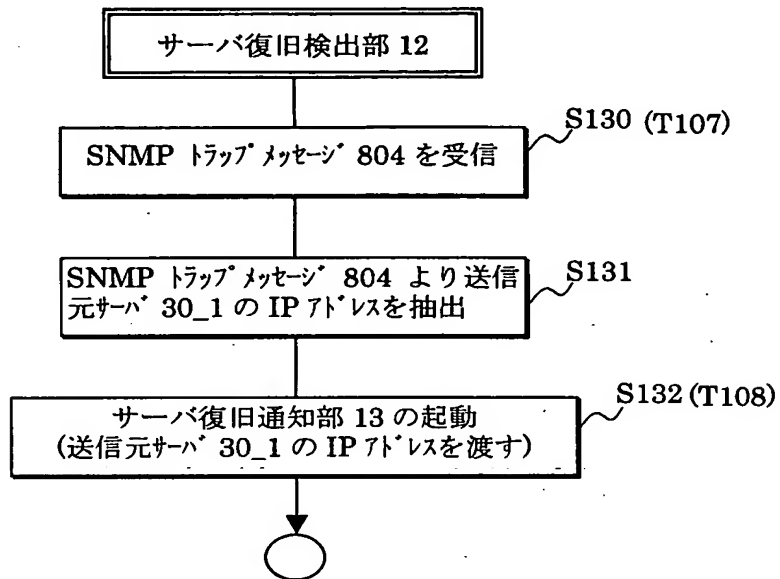 サーバ復旧検出部 12
S130 (T107)
SNMP ﾄﾗｯﾌﾟﾒｯｾｰｼﾞ 804 を受信
SNMP ﾄﾗｯﾌﾟﾒｯｾｰｼﾞ 804 より送信
元ｻｰﾊﾞ 30_1 の IP ｱﾄﾞﾚｽを抽出
S131
S132 (T108)
サーバ復旧通知部 13 の起動
(送信元ｻｰﾊﾞ 30_1 の IP ｱﾄﾞﾚｽを渡す)